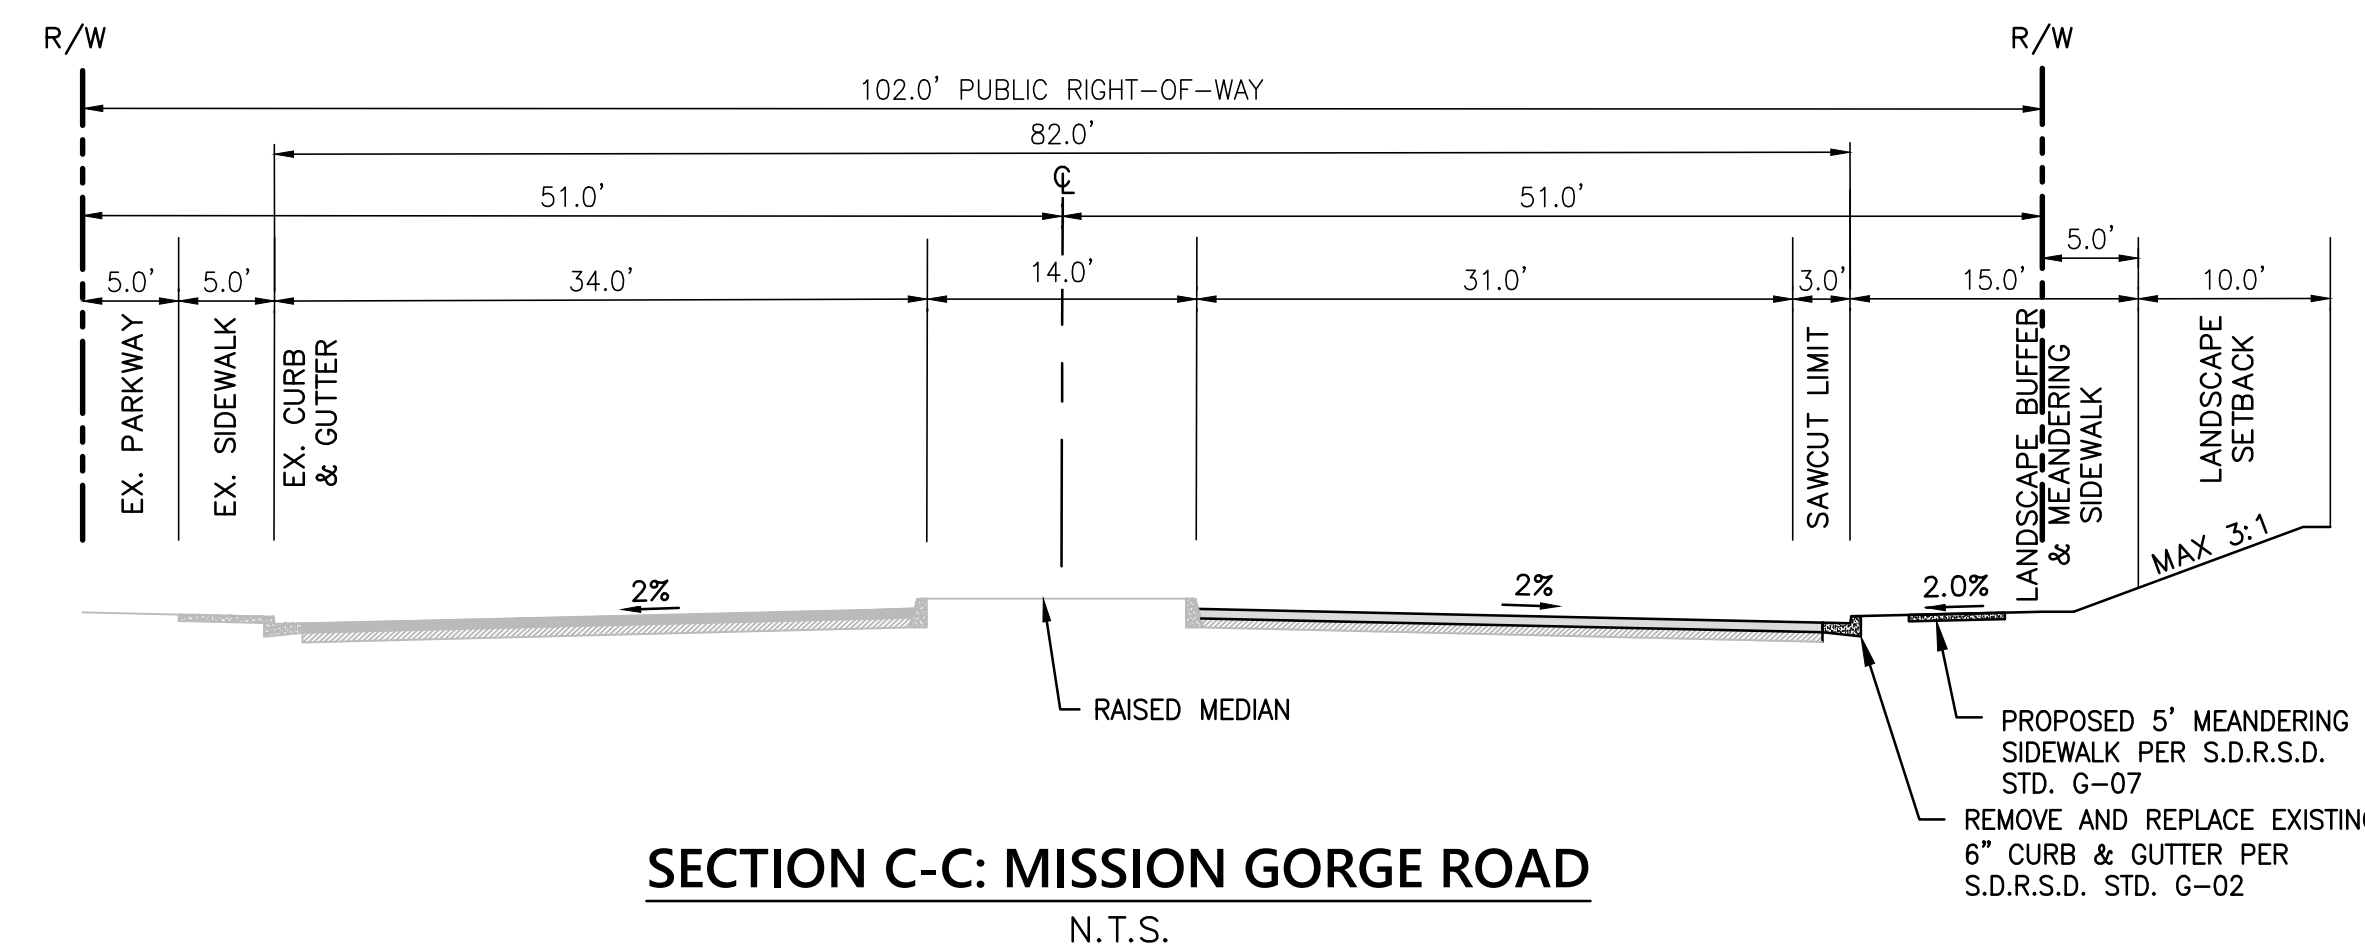 R/W
R/W
102.0' PUBLIC RIGHT-OF-WAY
82.0'
℄
51.0'
51.0'
5.0'
5.0'
5.0'
34.0'
14.0'
31.0'
3.0'
15.0'
10.0'
EX. PARKWAY
EX. SIDEWALK
EX. CURB
& GUTTER
SAWCUT LIMIT
LANDSCAPE BUFFER
& MEANDERING
SIDEWALK
LANDSCAPE
SETBACK
MAX 3:1
2%
2%
2.0%
RAISED MEDIAN
PROPOSED 5' MEANDERING
SIDEWALK PER S.D.R.S.D.
STD. G-07
REMOVE AND REPLACE EXISTING
6" CURB & GUTTER PER
S.D.R.S.D. STD. G-02
SECTION C-C: MISSION GORGE ROAD
N.T.S.